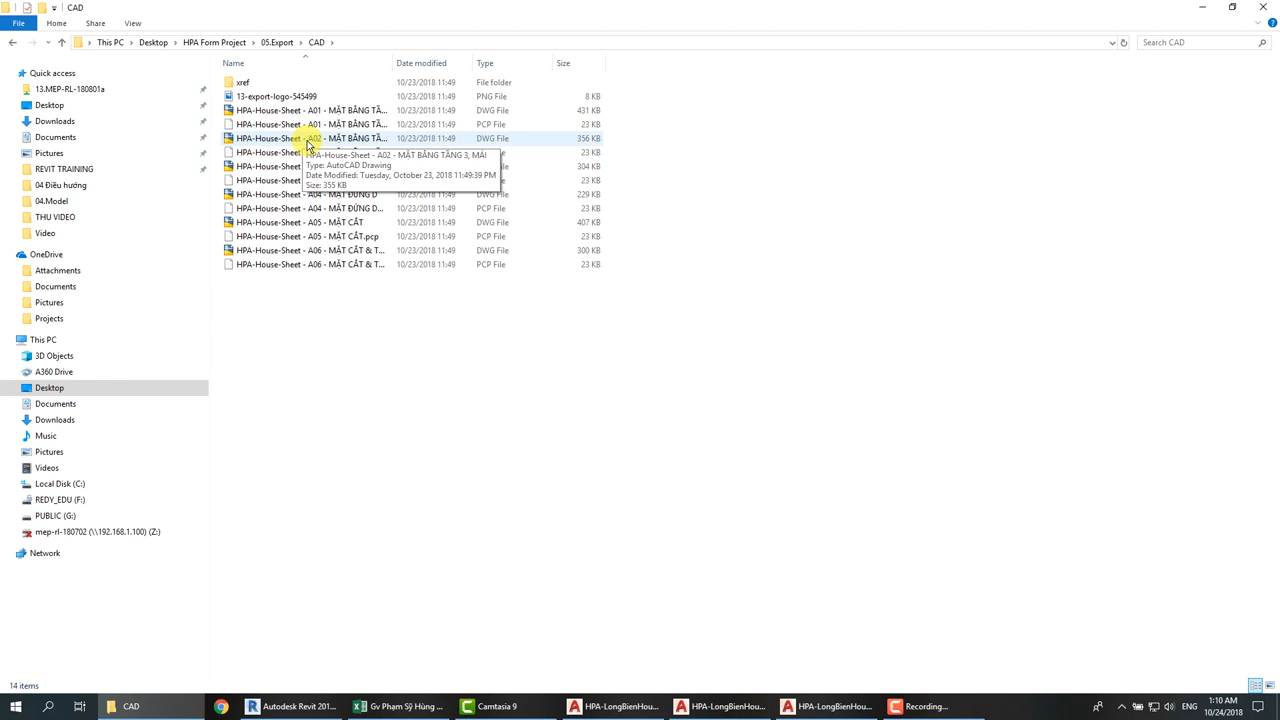 CAD
File Home Share View
This PC Desktop HPA Form Project 05.Export CAD
Search CAD
Name Date modified Type Size
Quick access
13.MEP-RL-180801a
Desktop
Downloads
Documents
Pictures
REVIT TRAINING
04 Điều hướng
04.Model
THU VIDEO
Video
OneDrive
Attachments
Documents
Pictures
Projects
This PC
3D Objects
A360 Drive
Desktop
Documents
Downloads
Music
Pictures
Videos
Local Disk (C:)
REDY_EDU (F:)
PUBLIC (G:)
mep-rl-180702 (\\192.168.1.100) (Z:)
Network
xref 10/23/2018 11:49 File folder
13-export-logo-545499 10/23/2018 11:49 PNG File 8 KB
HPA-House-Sheet - A01 - MẶT BẰNG TẦ... 10/23/2018 11:49 DWG File 431 KB
HPA-House-Sheet - A01 - MẶT BẰNG TẦ... 10/23/2018 11:49 PCP File 23 KB
HPA-House-Sheet - A02 - MẶT BẰNG TẦ... 10/23/2018 11:49 DWG File 356 KB
HPA-House-Sheet 23 KB
HPA-House-Sheet 304 KB
HPA-House-Sheet 23 KB
HPA-House-Sheet - A04 - MẶT ĐỨNG D 10/23/2018 11:49 DWG File 229 KB
HPA-House-Sheet - A04 - MẶT ĐỨNG D... 10/23/2018 11:49 PCP File 23 KB
HPA-House-Sheet - A05 - MẶT CẮT 10/23/2018 11:49 DWG File 407 KB
HPA-House-Sheet - A05 - MẶT CẮT.pcp 10/23/2018 11:49 PCP File 23 KB
HPA-House-Sheet - A06 - MẶT CẮT & T... 10/23/2018 11:49 DWG File 300 KB
HPA-House-Sheet - A06 - MẶT CẮT & T... 10/23/2018 11:49 PCP File 23 KB
HPA-House-Sheet - A02 - MẶT BẰNG TẦNG 3, MÁI
Type: AutoCAD Drawing
Date Modified: Tuesday, October 23, 2018 11:49:39 PM
Size: 355 KB
14 items
CAD Autodesk Revit 201... Gv Phạm Sỹ Hùng ... Camtasia 9 HPA-LongBienHou... HPA-LongBienHou... HPA-LongBienHou... Recording... ENG
1:10 AM
10/24/2018